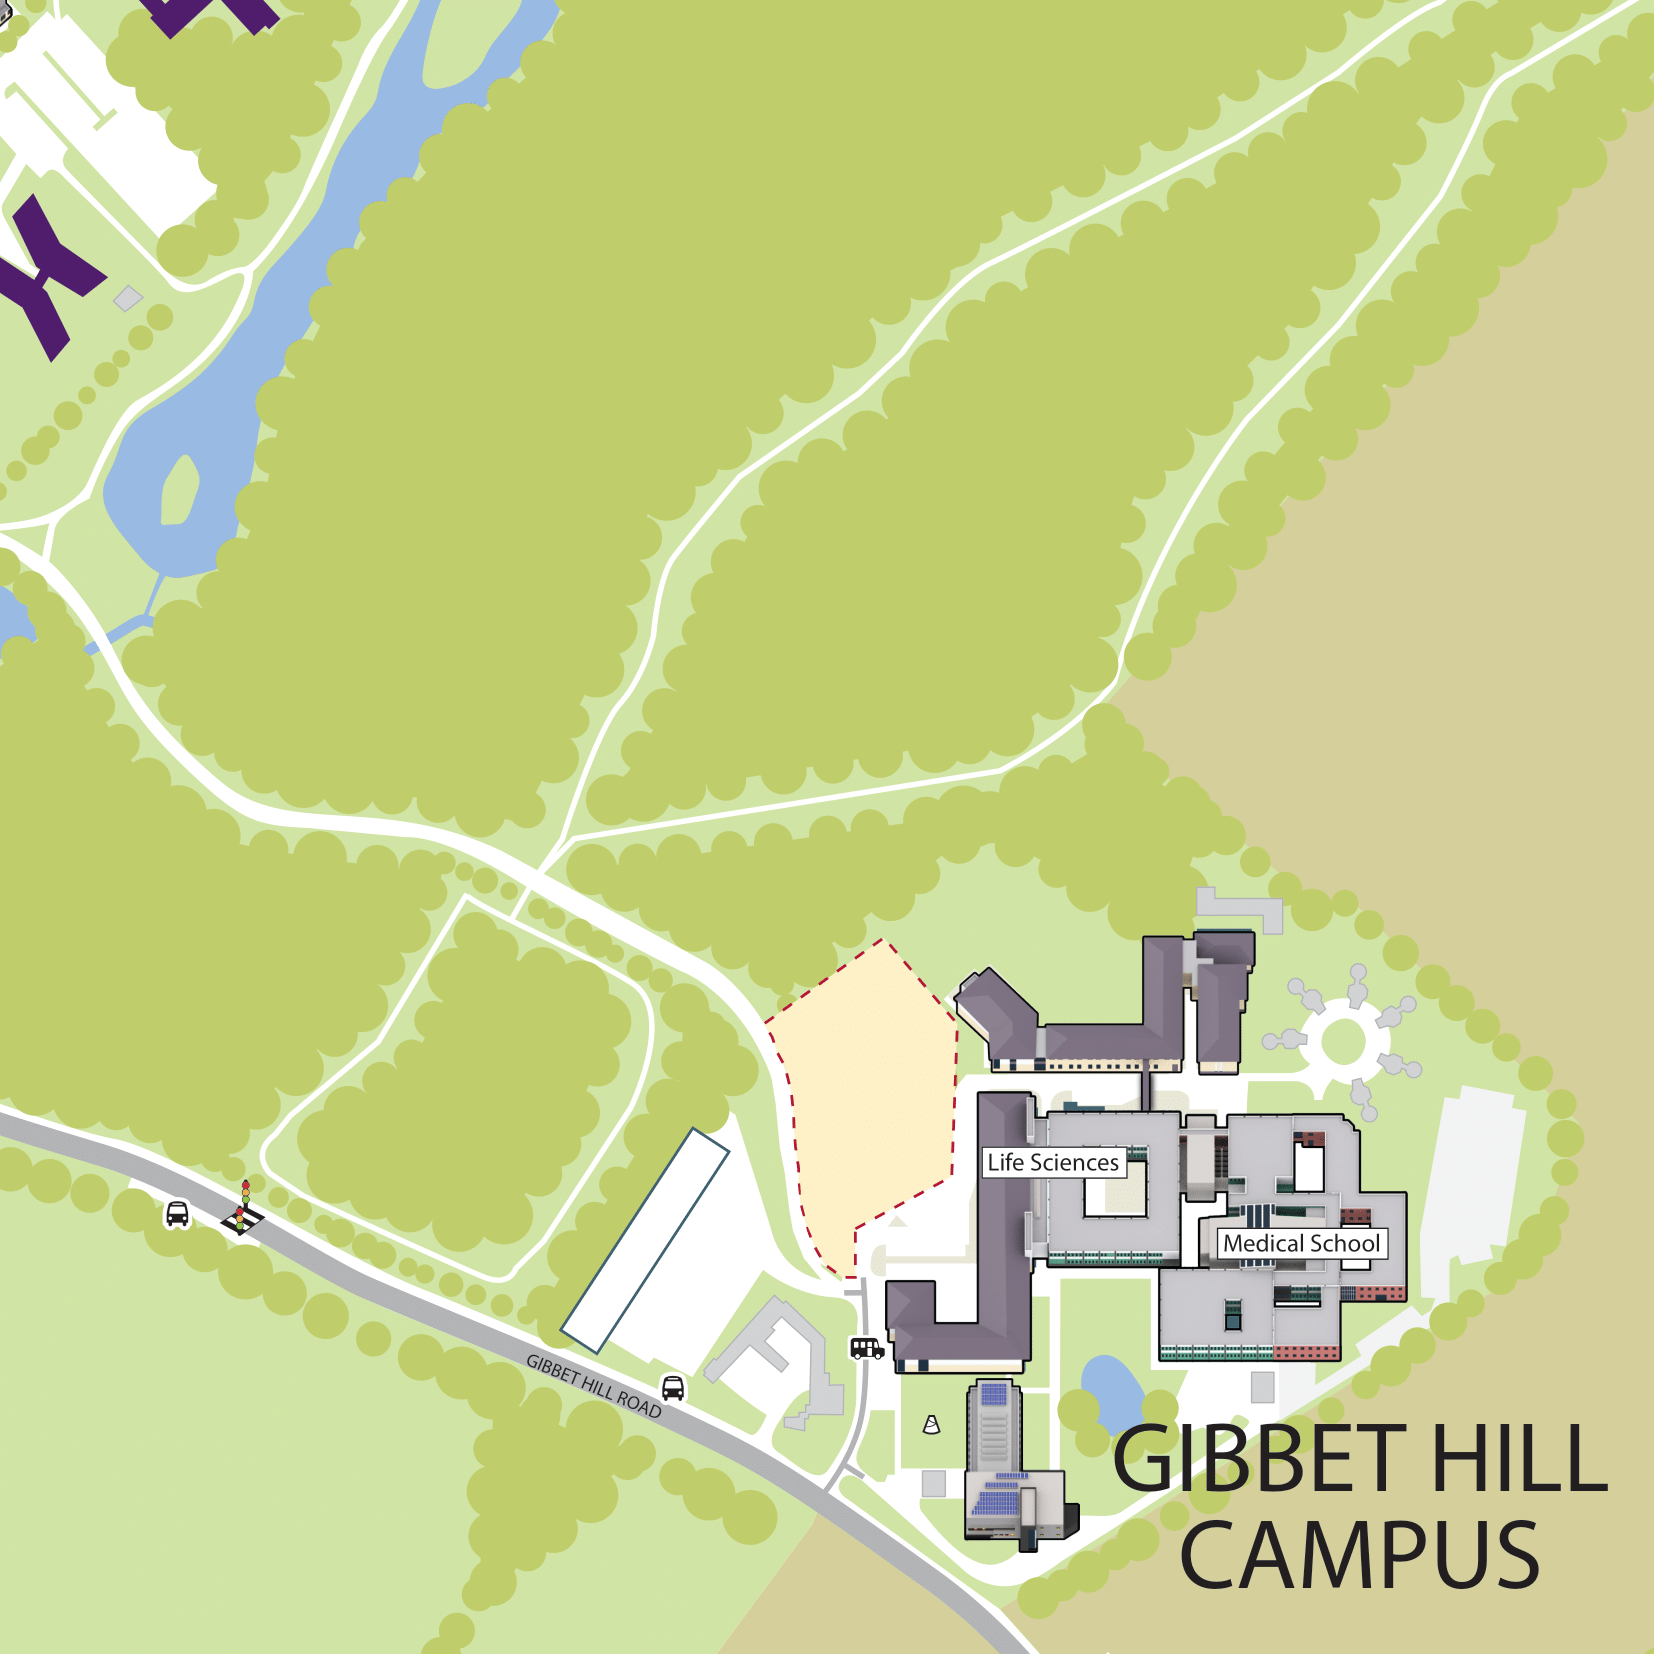 Life Sciences
Medical School
GIBBET HILL ROAD
GIBBET HILL
CAMPUS